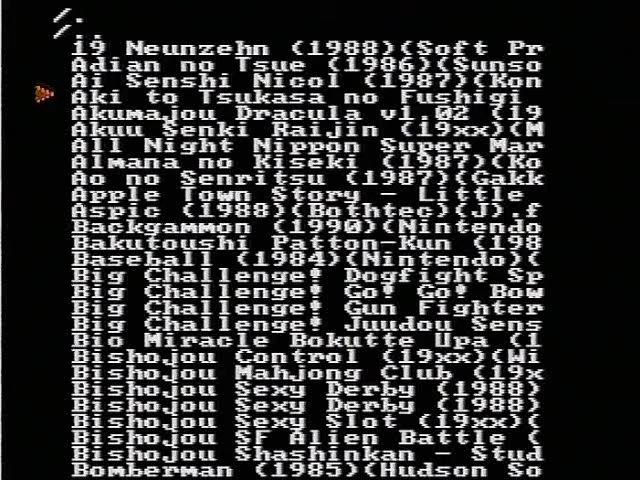 /.
/..
19 Neunzehn (1988)(Soft Pr
Adian no Tsue (1986)(Sunso
Ai Senshi Nicol (1987)(Kon
Aki to Tsukasa no Fushigi
Akumajou Dracula v1.02 (19
Akuu Senki Raijin (19xx)(M
All Night Nippon Super Mar
Almana no Kiseki (1987)(Ko
Ao no Senritsu (1987)(Gakk
Apple Town Story - Little
Aspic (1988)(Bothtec)(J).f
Backgammon (1990)(Nintendo
Bakutoushi Patton-Kun (198
Baseball (1984)(Nintendo)(
Big Challenge! Dogfight Sp
Big Challenge! Go! Go! Bow
Big Challenge! Gun Fighter
Big Challenge! Juudou Sens
Bio Miracle Bokutte Upa (1
Bishojou Control (19xx)(Wi
Bishojou Mahjong Club (19x
Bishojou Sexy Derby (1988)
Bishojou Sexy Derby (1988)
Bishojou Sexy Slot (19xx)(
Bishojou SF Alien Battle (
Bishojou Shashinkan - Stud
Bomberman (1985)(Hudson So